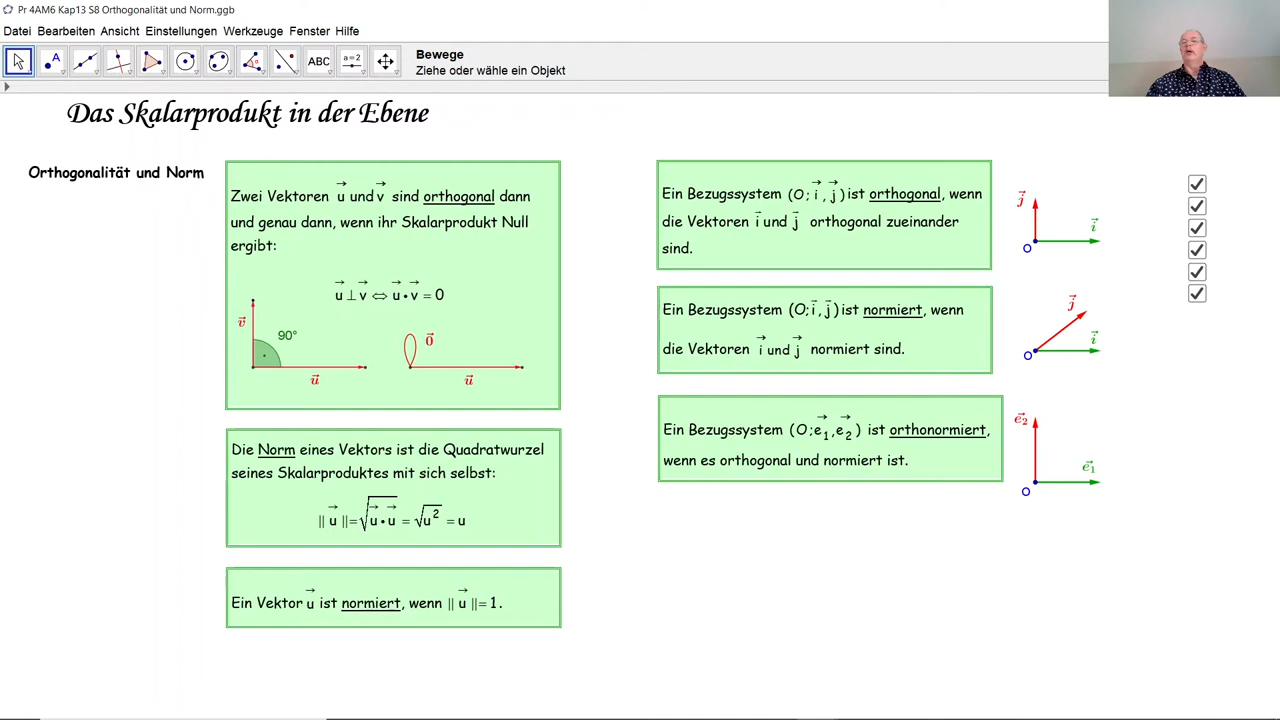 Pr 4AM6 Kap13 S8 Orthogonalität und Norm.ggb
Datei Bearbeiten Ansicht Einstellungen Werkzeuge Fenster Hilfe
A
ABC
a=2
Bewege
Ziehe oder wähle ein Objekt
Das Skalarprodukt in der Ebene
Orthogonalität und Norm
Zwei Vektoren u⃗ und v⃗ sind orthogonal dann
und genau dann, wenn ihr Skalarprodukt Null
ergibt:
u⃗ ⊥ v⃗ ⇔ u⃗ • v⃗ = 0
v⃗
90°
u⃗
0⃗
u⃗
Die Norm eines Vektors ist die Quadratwurzel
seines Skalarproduktes mit sich selbst:
|| u⃗ ||= √(u⃗ • u⃗) = √u² = u
Ein Vektor u⃗ ist normiert, wenn || u⃗ ||= 1.
Ein Bezugssystem (O; i⃗ , j⃗ ) ist orthogonal, wenn
die Vektoren i⃗ und j⃗ orthogonal zueinander
sind.
j⃗
i⃗
O
Ein Bezugssystem (O; i⃗ , j⃗ ) ist normiert, wenn
die Vektoren i⃗ und j⃗ normiert sind.
j⃗
i⃗
O
Ein Bezugssystem (O; e⃗₁, e⃗₂ ) ist orthonormiert,
wenn es orthogonal und normiert ist.
e⃗₂
e⃗₁
O